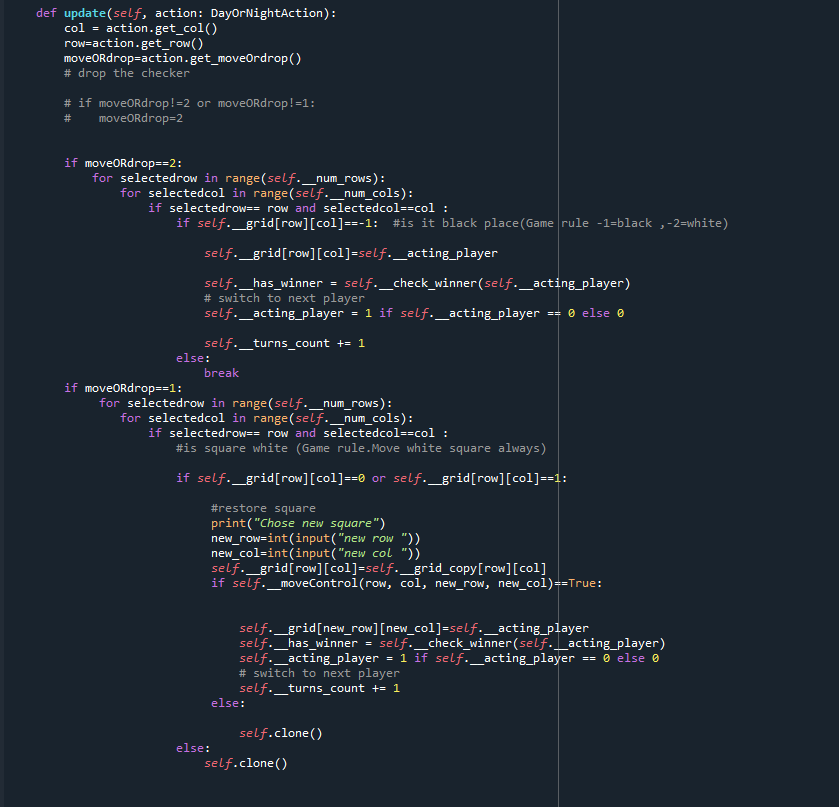 def update(self, action: DayOrNightAction):
    col = action.get_col()
    row=action.get_row()
    moveORdrop=action.get_moveOrdrop()
    # drop the checker
    # if moveORdrop!=2 or moveORdrop!=1:
    #    moveORdrop=2
    if moveORdrop==2:
        for selectedrow in range(self.__num_rows):
            for selectedcol in range(self.__num_cols):
                if selectedrow== row and selectedcol==col :
                    if self.__grid[row][col]==-1:  #is it black place(Game rule -1=black ,-2=white)
                        self.__grid[row][col]=self.__acting_player
                        self.__has_winner = self.__check_winner(self.__acting_player)
                        # switch to next player
                        self.__acting_player = 1 if self.__acting_player == 0 else 0
                        self.__turns_count += 1
                    else:
                        break
    if moveORdrop==1:
         for selectedrow in range(self.__num_rows):
            for selectedcol in range(self.__num_cols):
                if selectedrow== row and selectedcol==col :
                    #is square white (Game rule.Move white square always)
                    if self.__grid[row][col]==0 or self.__grid[row][col]==1:
                         #restore square
                         print("Chose new square")
                         new_row=int(input("new row "))
                         new_col=int(input("new col "))
                         self.__grid[row][col]=self.__grid_copy[row][col]
                         if self.__moveControl(row, col, new_row, new_col)==True:
                             self.__grid[new_row][new_col]=self.__acting_player
                             self.__has_winner = self.__check_winner(self.__acting_player)
                             self.__acting_player = 1 if self.__acting_player == 0 else 0
                             # switch to next player
                             self.__turns_count += 1
                         else:
                             self.clone()
                    else:
                        self.clone()